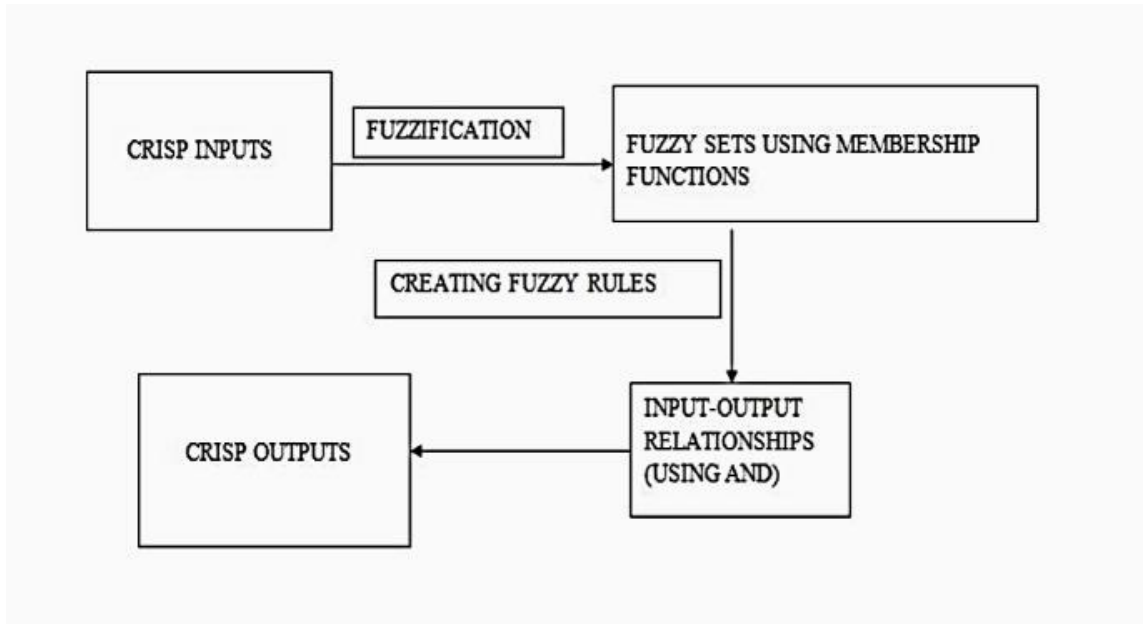 CRISP INPUTS
FUZZIFICATION
FUZZY SETS USING MEMBERSHIP
FUNCTIONS
CREATING FUZZY RULES
INPUT-OUTPUT
RELATIONSHIPS
(USING AND)
CRISP OUTPUTS